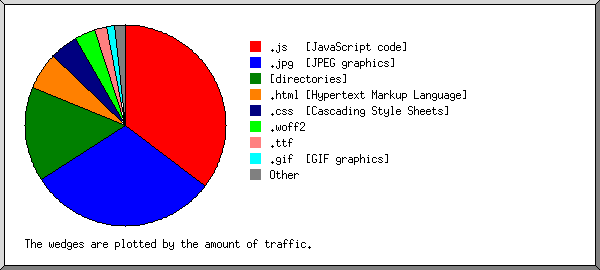 .js [JavaScript code]
.jpg [JPEG graphics]
[directories]
.html [Hypertext Markup Language]
.css [Cascading Style Sheets]
.woff2
.ttf
.gif [GIF graphics]
Other
The wedges are plotted by the amount of traffic.